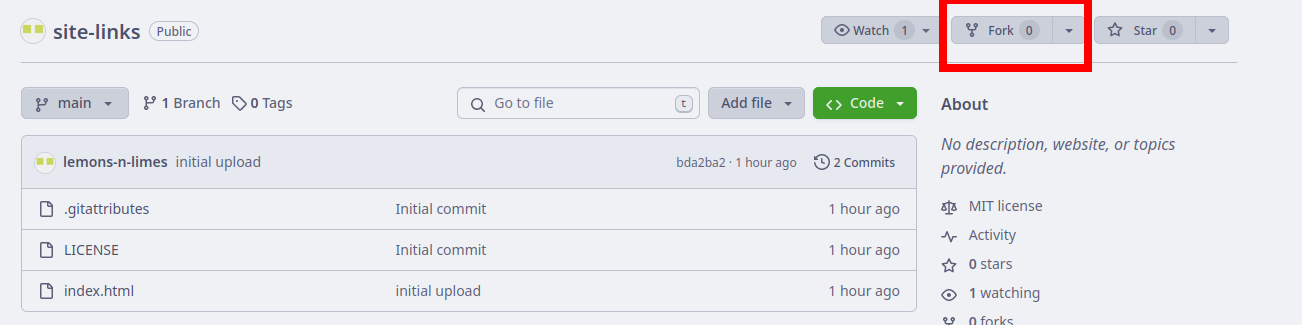 site-links Public Watch 1 Fork 0 Star 0
main 1 Branch 0 Tags Go to file t Add file Code
About
No description, website, or topics
provided.
lemons-n-limes initial upload bda2ba2 · 1 hour ago 2 Commits
.gitattributes Initial commit 1 hour ago
LICENSE Initial commit 1 hour ago
index.html initial upload 1 hour ago
MIT license
Activity
0 stars
1 watching
0 forks